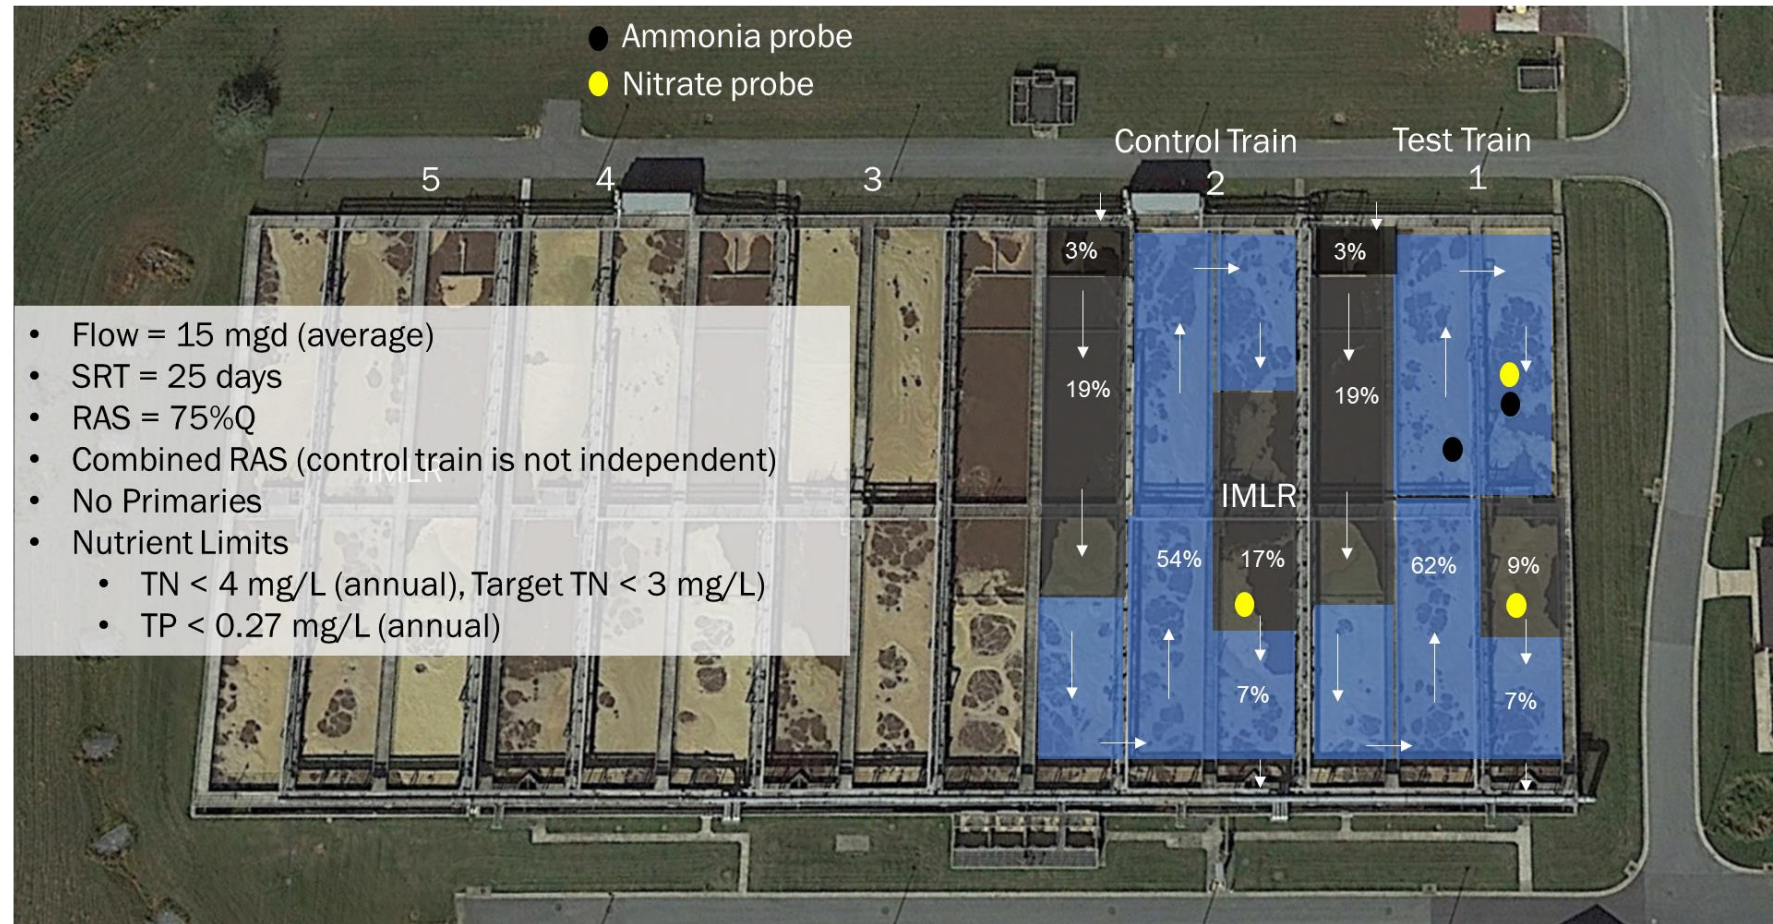 Ammonia probe
Nitrate probe
Control Train
Test Train
5
4
3
2
1
3%
3%
• Flow = 15 mgd (average)
• SRT = 25 days
• RAS = 75%Q
• Combined RAS (control train is not independent)
IMLR
• No Primaries
• Nutrient Limits
• TN < 4 mg/L (annual), Target TN < 3 mg/L)
• TP < 0.27 mg/L (annual)
19%
19%
IMLR
54%
17%
62%
9%
7%
7%